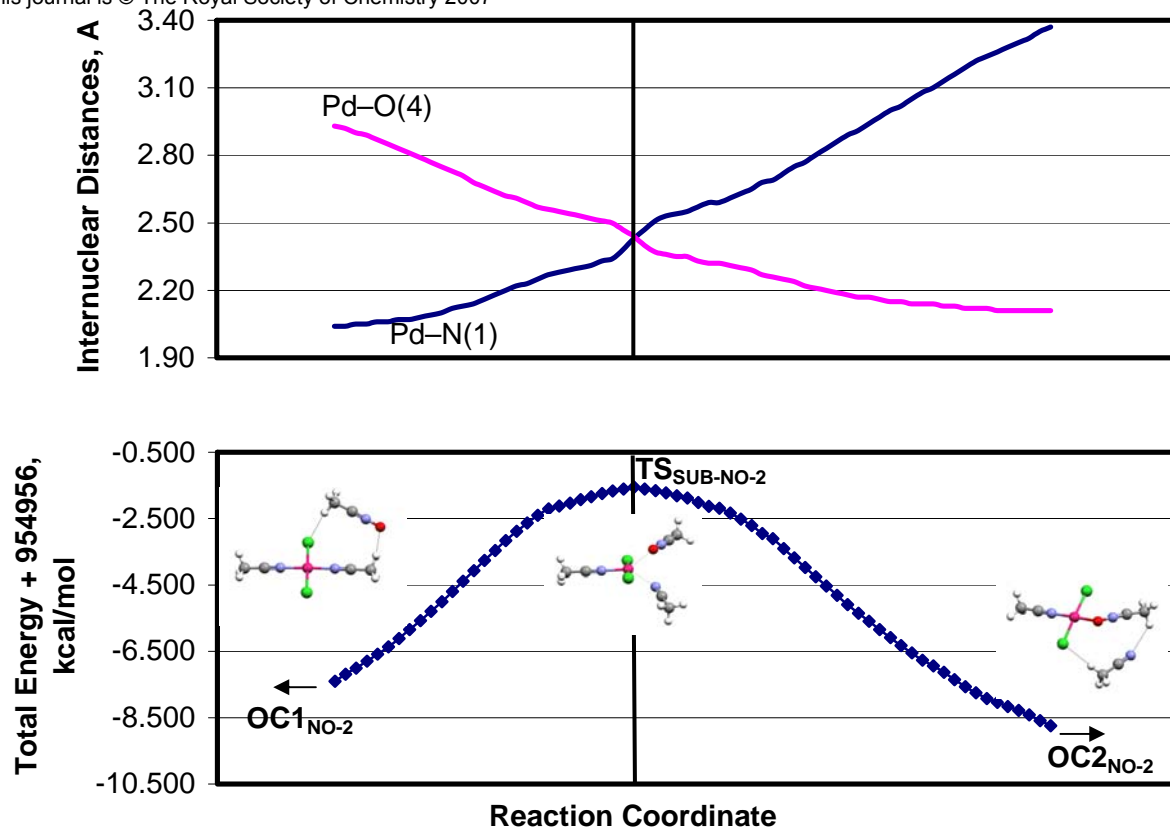 his journal is © The Royal Society of Chemistry 2007
3.40
3.10
2.80
2.50
2.20
1.90
Internuclear Distances, A
Pd–O(4)
Pd–N(1)
-0.500
-2.500
-4.500
-6.500
-8.500
-10.500
Total Energy + 954956,
kcal/mol
TSSUB-NO-2
OC1NO-2
OC2NO-2
Reaction Coordinate